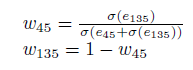 w₄₅ = σ(e₁₃₅) / σ(e₄₅+σ(e₁₃₅))
w₁₃₅ = 1 − w₄₅